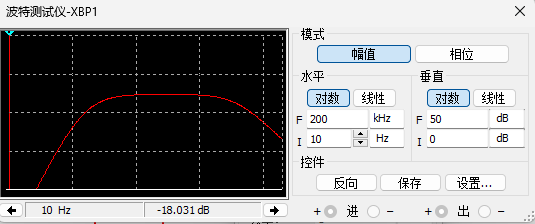 波特测试仪-XBP1
模式
幅值 相位
水平 垂直
对数 线性 对数 线性
F 200 kHz F 50 dB
I 10 Hz I 0 dB
控件
反向 保存 设置...
10 Hz -18.031 dB
+ 进 − + 出 −